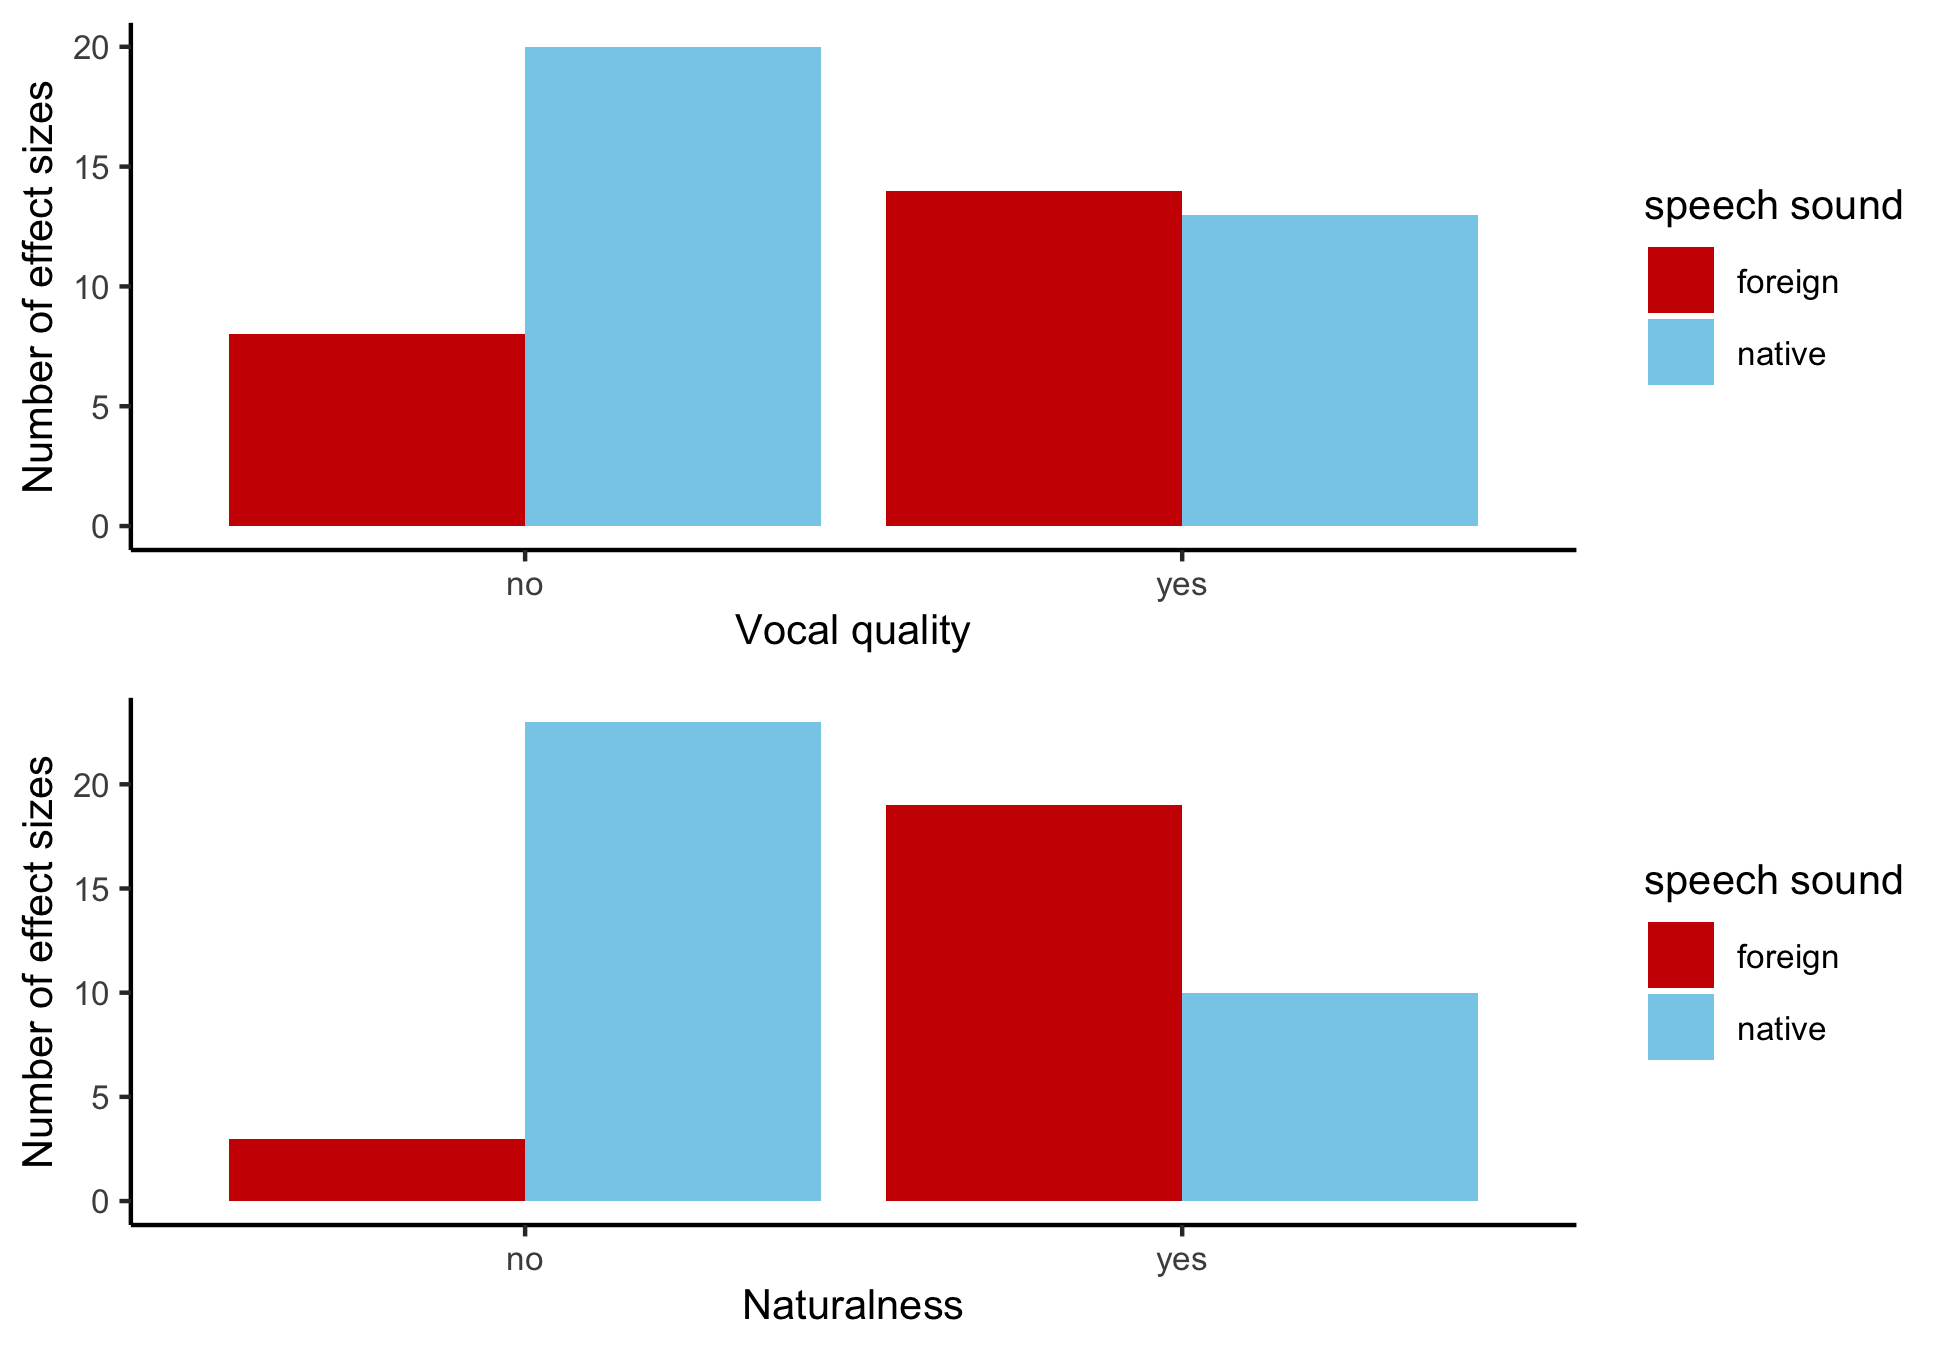 Number of effect sizes
20
15
10
5
0
no
yes
Vocal quality
speech sound
foreign
native
Number of effect sizes
20
15
10
5
0
no
yes
Naturalness
speech sound
foreign
native